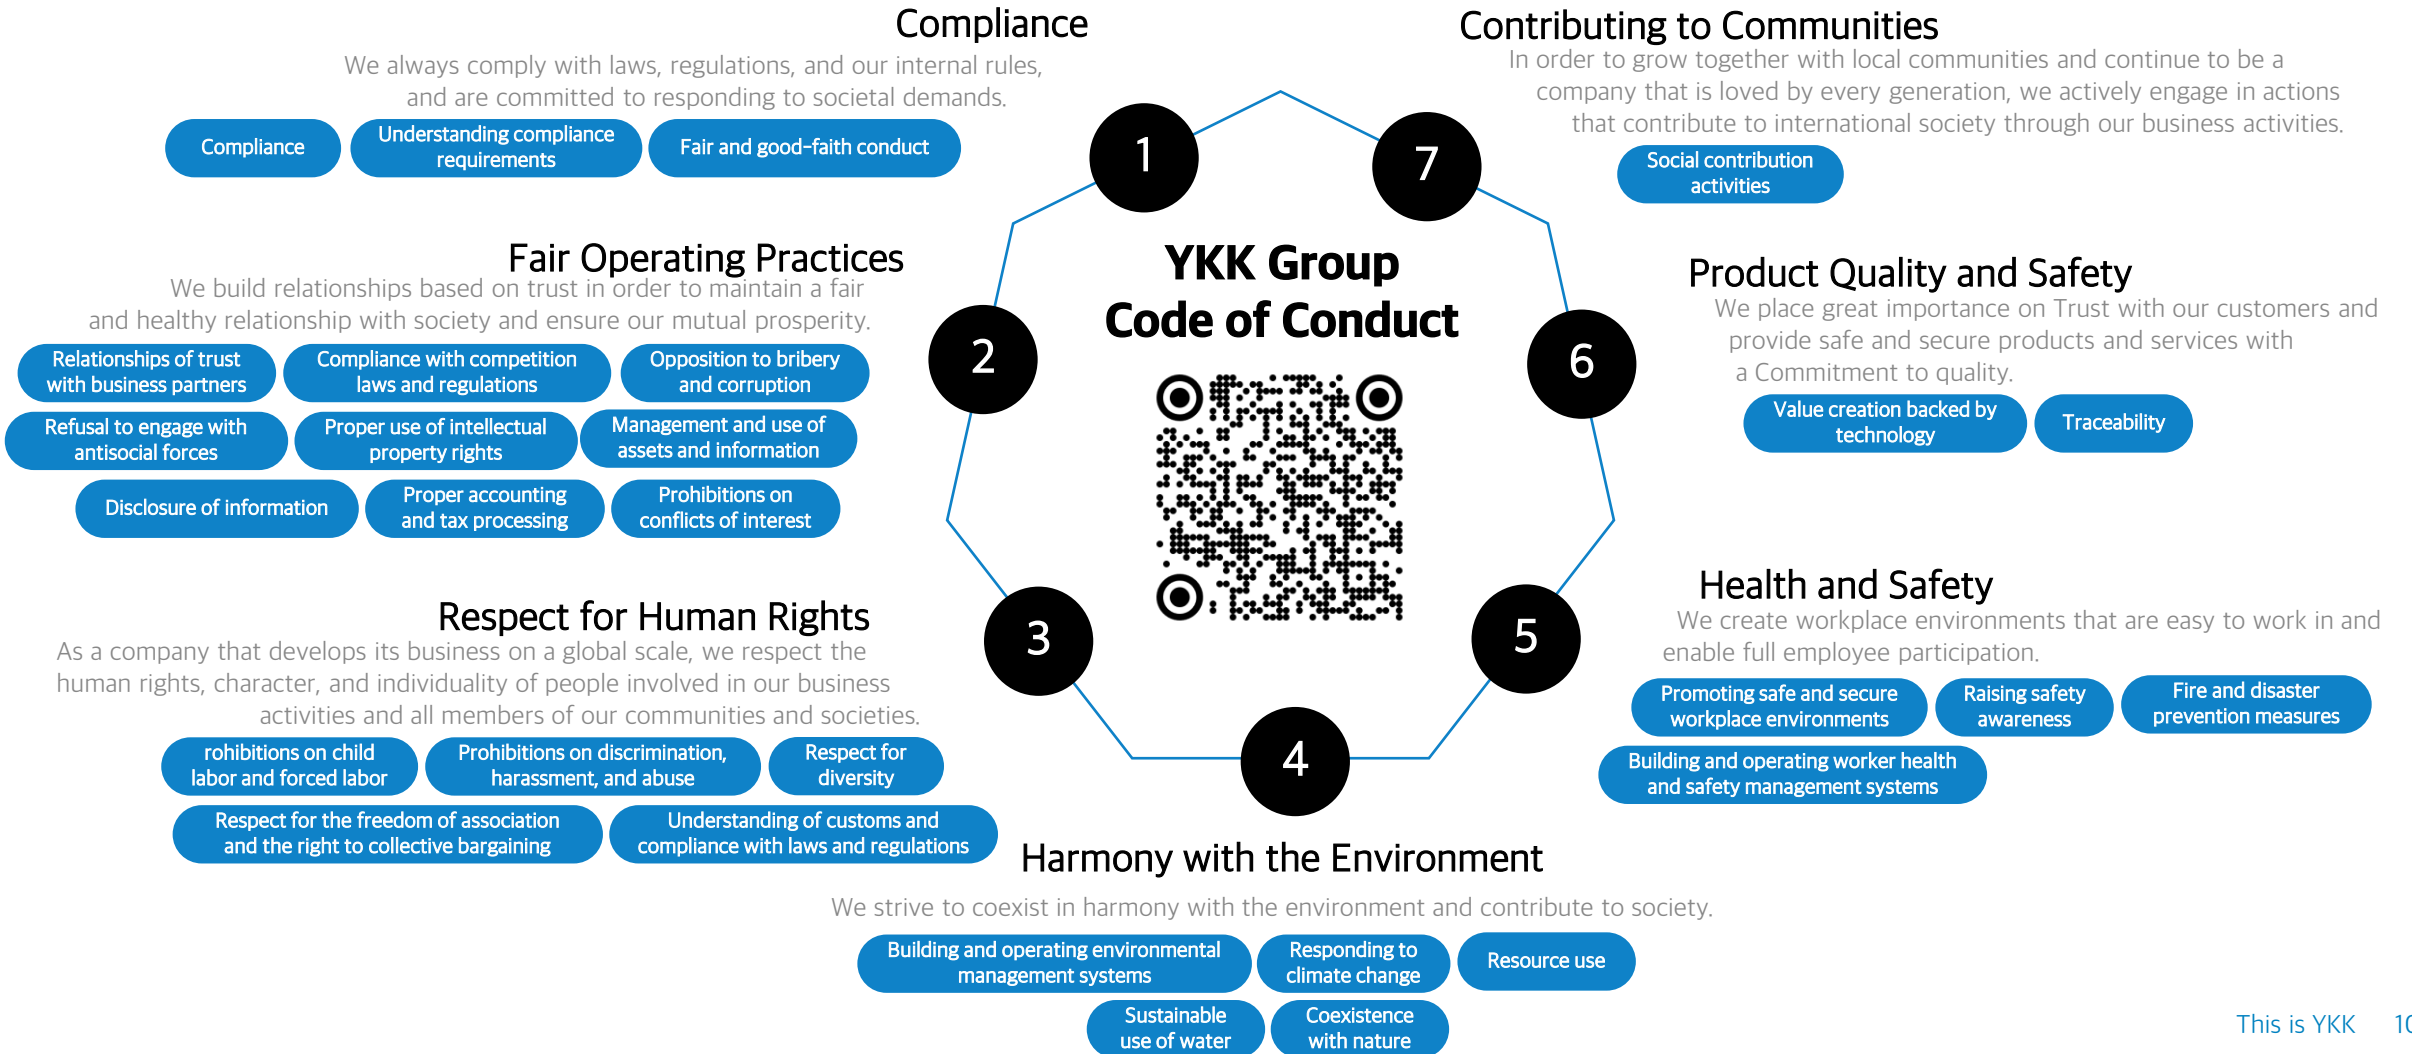 Compliance
We always comply with laws, regulations, and our internal rules,
and are committed to responding to societal demands.
Compliance
Understanding compliance
requirements
Fair and good-faith conduct
1
Fair Operating Practices
We build relationships based on trust in order to maintain a fair
and healthy relationship with society and ensure our mutual prosperity.
Relationships of trust
with business partners
Compliance with competition
laws and regulations
Opposition to bribery
and corruption
Refusal to engage with
antisocial forces
Proper use of intellectual
property rights
Management and use of
assets and information
Disclosure of information
Proper accounting
and tax processing
Prohibitions on
conflicts of interest
2
Respect for Human Rights
As a company that develops its business on a global scale, we respect the
human rights, character, and individuality of people involved in our business
activities and all members of our communities and societies.
rohibitions on child
labor and forced labor
Prohibitions on discrimination,
harassment, and abuse
Respect for
diversity
Respect for the freedom of association
and the right to collective bargaining
Understanding of customs and
compliance with laws and regulations
3
YKK Group
Code of Conduct
4
Harmony with the Environment
We strive to coexist in harmony with the environment and contribute to society.
Building and operating environmental
management systems
Responding to
climate change
Resource use
Sustainable
use of water
Coexistence
with nature
5
Health and Safety
We create workplace environments that are easy to work in and
enable full employee participation.
Promoting safe and secure
workplace environments
Raising safety
awareness
Fire and disaster
prevention measures
Building and operating worker health
and safety management systems
6
Product Quality and Safety
We place great importance on Trust with our customers and
provide safe and secure products and services with
a Commitment to quality.
Value creation backed by
technology
Traceability
7
Contributing to Communities
In order to grow together with local communities and continue to be a
company that is loved by every generation, we actively engage in actions
that contribute to international society through our business activities.
Social contribution
activities
This is YKK 10